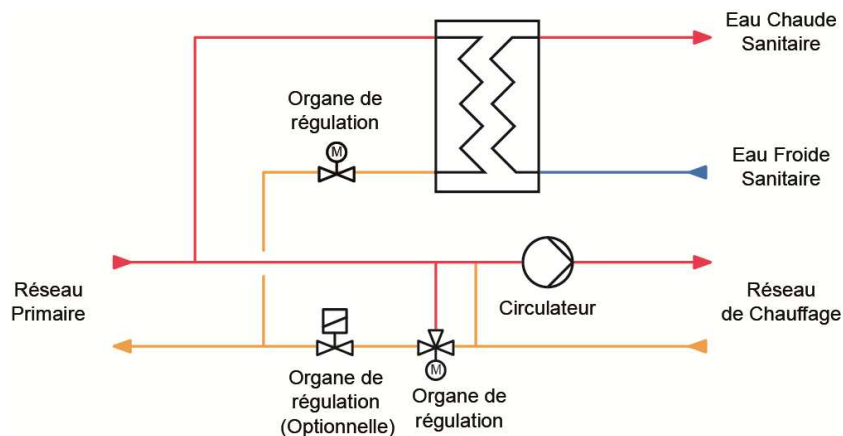 Eau Chaude
Sanitaire
Organe de
régulation
M
Eau Froide
Sanitaire
Réseau
Primaire
Circulateur
Réseau
de Chauffage
M
Organe de
régulation
(Optionnelle)
Organe de
régulation